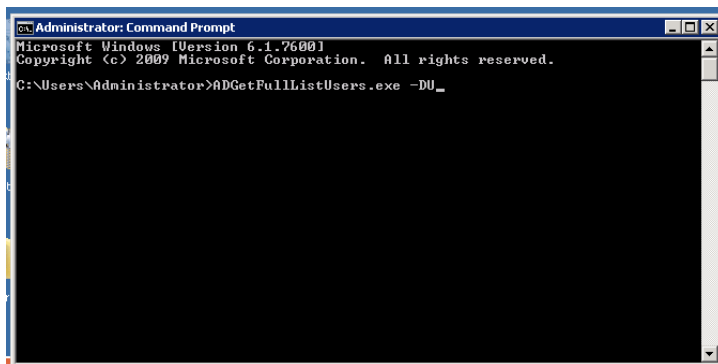 Administrator: Command Prompt
Microsoft Windows [Version 6.1.7600]
Copyright (c) 2009 Microsoft Corporation.  All rights reserved.
C:\Users\Administrator>ADGetFullListUsers.exe -DU_